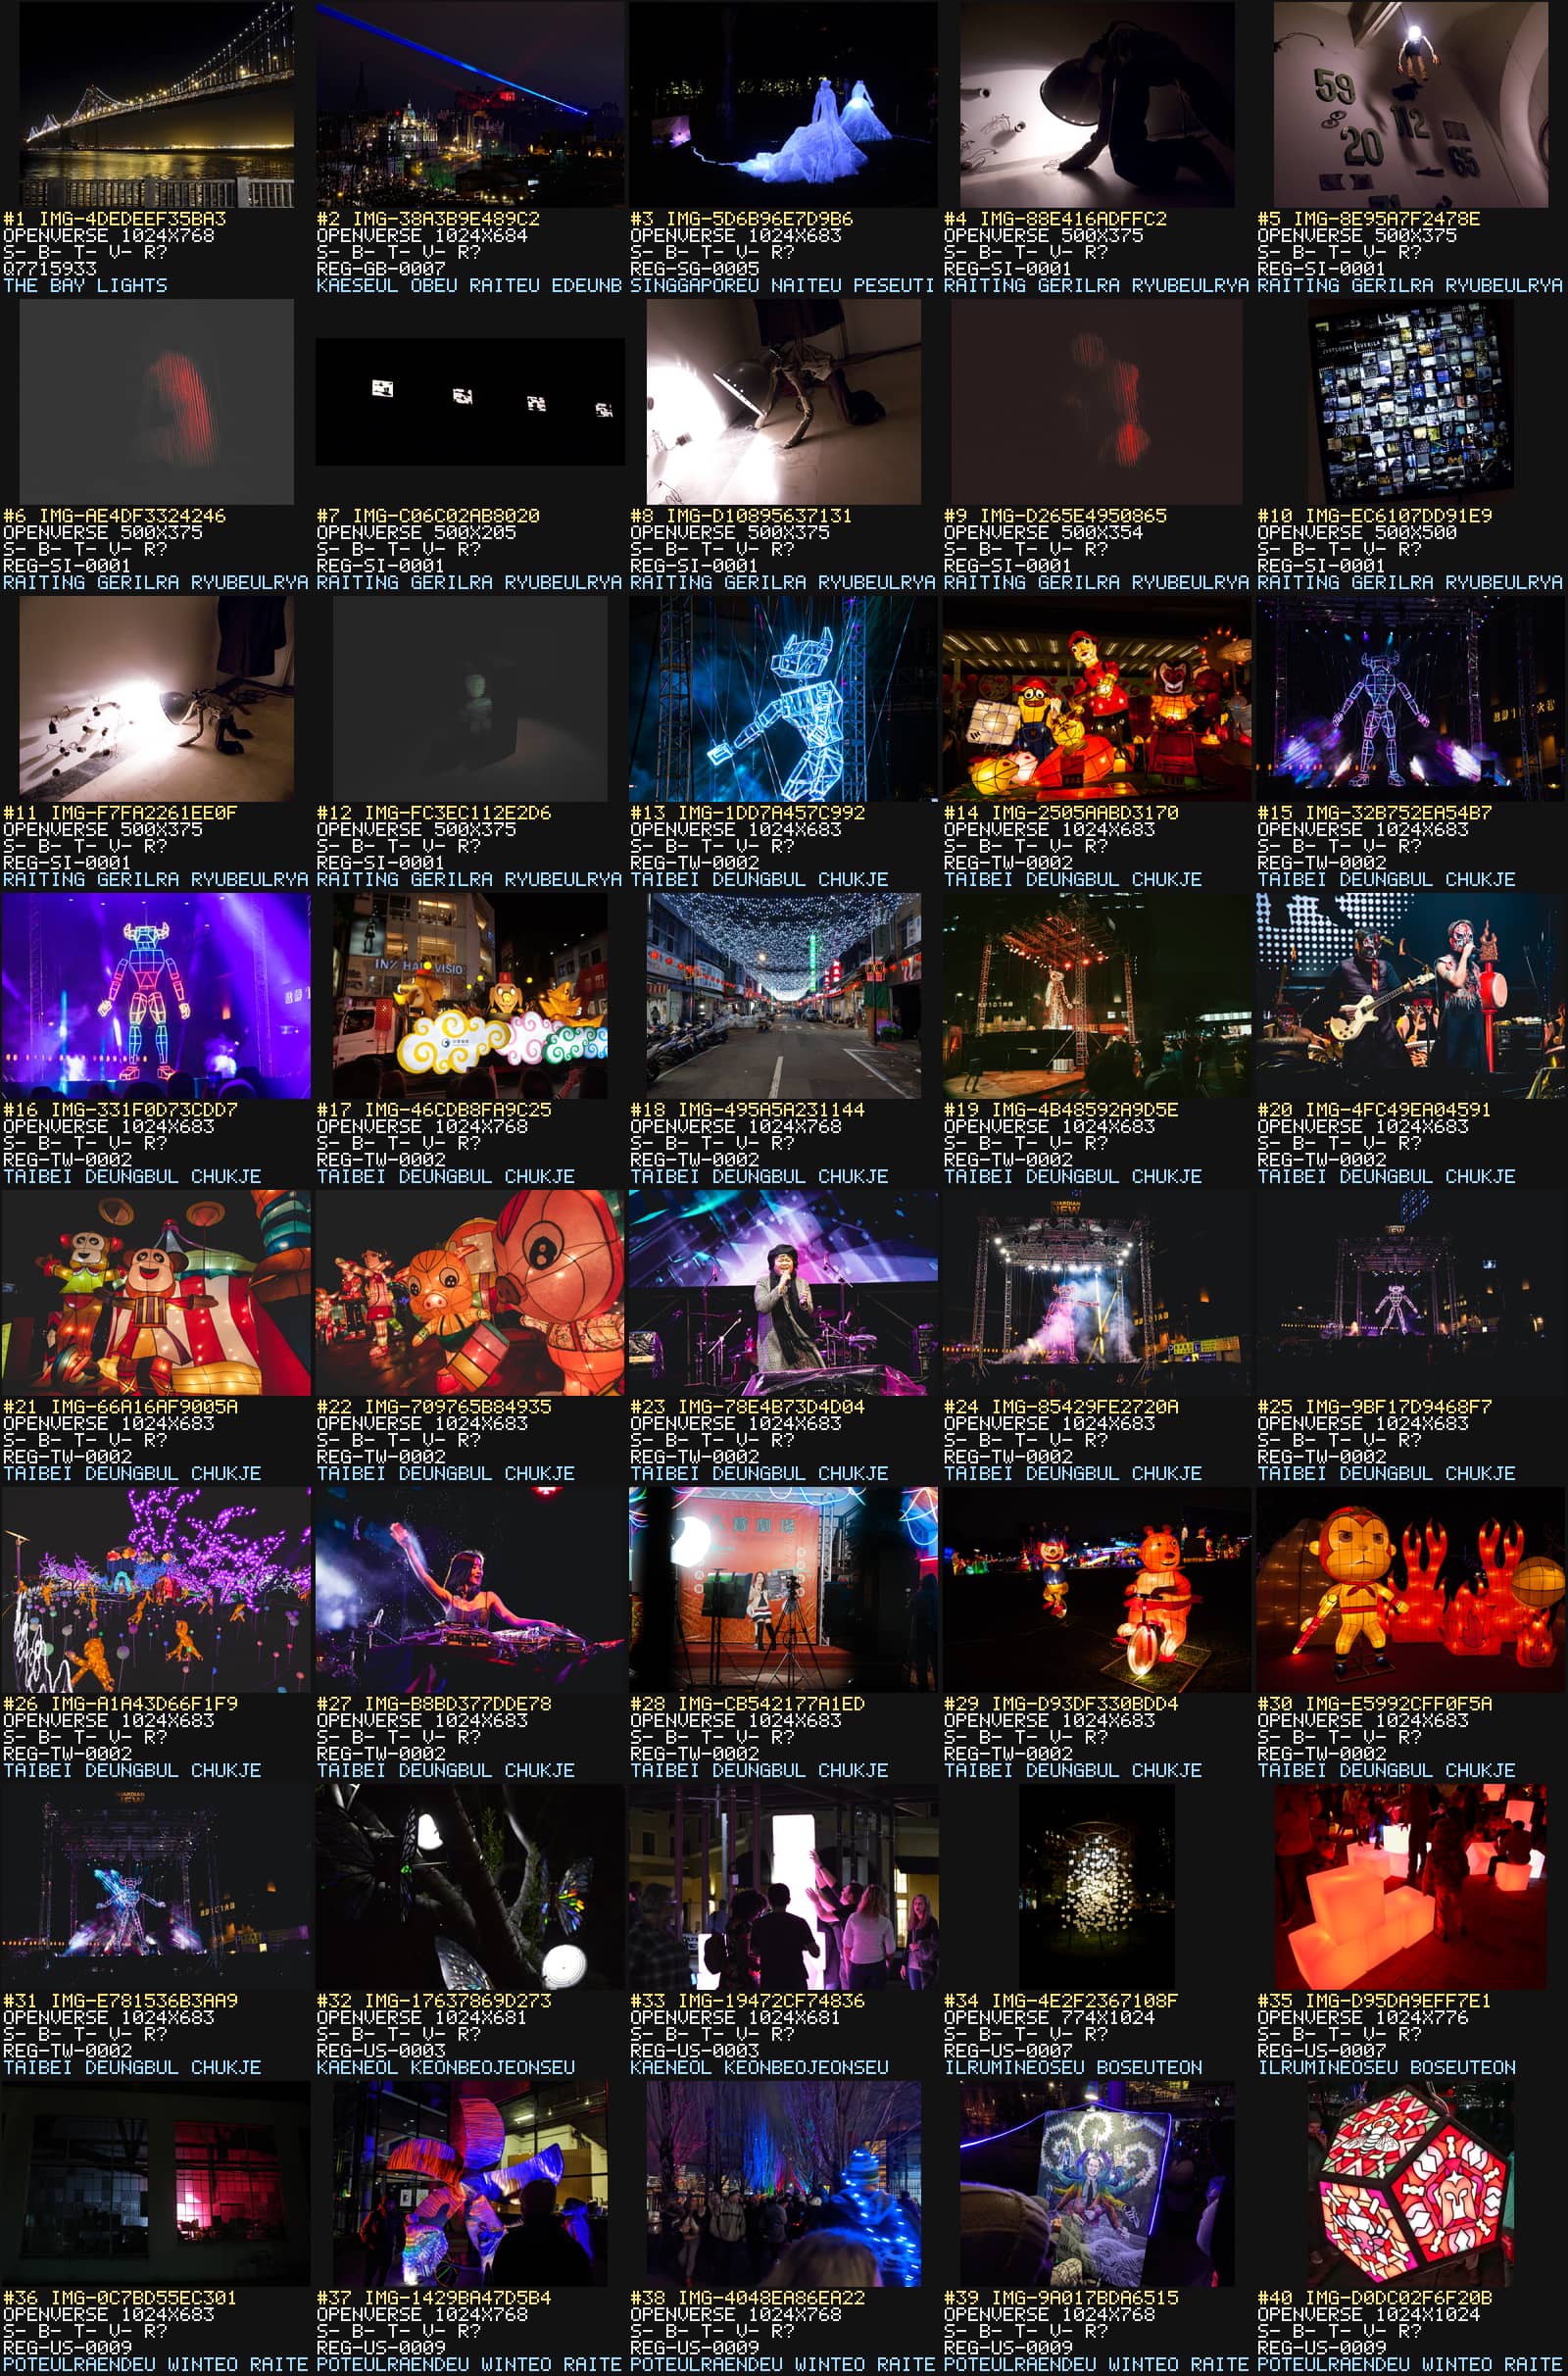 #1 IMG-4DEDEEF35BA3
OPENVERSE 1024X768
S- B- T- V- R?
Q7715933
THE BAY LIGHTS
#2 IMG-38A3B9E489C2
OPENVERSE 1024X684
S- B- T- V- R?
REG-GB-0007
KAESEUL OBEU RAITEU EDEUNB
#3 IMG-5D6B96E7D9B6
OPENVERSE 1024X683
S- B- T- V- R?
REG-SG-0005
SINGGAPOREU NAITEU PESEUTI
#4 IMG-88E416ADFFC2
OPENVERSE 500X375
S- B- T- V- R?
REG-SI-0001
RAITING GERILRA RYUBEULRYA
59
112
'20
65
#5 IMG-8E95A7F2478E
OPENVERSE 500X375
S- B- T- V- R?
REG-SI-0001
RAITING GERILRA RYUBEULRYA
#6 IMG-AE4DF3324246
OPENVERSE 500X375
S- B- T- V- R?
REG-SI-0001
RAITING GERILRA RYUBEULRYA
#7 IMG-C06C02AB8020
OPENVERSE 500X205
S- B- T- V- R?
REG-SI-0001
RAITING GERILRA RYUBEULRYA
#8 IMG-D10895637131
OPENVERSE 500X375
S- B- T- V- R?
REG-SI-0001
RAITING GERILRA RYUBEULRYA
#9 IMG-D265E4950865
OPENVERSE 500X354
S- B- T- V- R?
REG-SI-0001
RAITING GERILRA RYUBEULRYA
#10 IMG-EC6107DD91E9
OPENVERSE 500X500
S- B- T- V- R?
REG-SI-0001
RAITING GERILRA RYUBEULRYA
#11 IMG-F7FA2261EE0F
OPENVERSE 500X375
S- B- T- V- R?
REG-SI-0001
RAITING GERILRA RYUBEULRYA
#12 IMG-FC3EC112E2D6
OPENVERSE 500X375
S- B- T- V- R?
REG-SI-0001
RAITING GERILRA RYUBEULRYA
#13 IMG-1DD7A457C992
OPENVERSE 1024X683
S- B- T- V- R?
REG-TW-0002
TAIBEI DEUNGBUL CHUKJE
#14 IMG-2505AABD3170
OPENVERSE 1024X683
S- B- T- V- R?
REG-TW-0002
TAIBEI DEUNGBUL CHUKJE
#15 IMG-32B752EA54B7
OPENVERSE 1024X683
S- B- T- V- R?
REG-TW-0002
TAIBEI DEUNGBUL CHUKJE
#16 IMG-331F0D73CDD7
OPENVERSE 1024X683
S- B- T- V- R?
REG-TW-0002
TAIBEI DEUNGBUL CHUKJE
#17 IMG-46CDB8FA9C25
OPENVERSE 1024X768
S- B- T- V- R?
REG-TW-0002
TAIBEI DEUNGBUL CHUKJE
#18 IMG-495A5A231144
OPENVERSE 1024X768
S- B- T- V- R?
REG-TW-0002
TAIBEI DEUNGBUL CHUKJE
#19 IMG-4B48592A9D5E
OPENVERSE 1024X683
S- B- T- V- R?
REG-TW-0002
TAIBEI DEUNGBUL CHUKJE
#20 IMG-4FC49EA04591
OPENVERSE 1024X683
S- B- T- V- R?
REG-TW-0002
TAIBEI DEUNGBUL CHUKJE
#21 IMG-66A16AF9005A
OPENVERSE 1024X683
S- B- T- V- R?
REG-TW-0002
TAIBEI DEUNGBUL CHUKJE
#22 IMG-709765B84935
OPENVERSE 1024X683
S- B- T- V- R?
REG-TW-0002
TAIBEI DEUNGBUL CHUKJE
#23 IMG-78E4B73D4D04
OPENVERSE 1024X683
S- B- T- V- R?
REG-TW-0002
TAIBEI DEUNGBUL CHUKJE
NEW
#24 IMG-85429FE2720A
OPENVERSE 1024X683
S- B- T- V- R?
REG-TW-0002
TAIBEI DEUNGBUL CHUKJE
#25 IMG-9BF17D9468F7
OPENVERSE 1024X683
S- B- T- V- R?
REG-TW-0002
TAIBEI DEUNGBUL CHUKJE
#26 IMG-A1A43D66F1F9
OPENVERSE 1024X683
S- B- T- V- R?
REG-TW-0002
TAIBEI DEUNGBUL CHUKJE
#27 IMG-B8BD377DDE78
OPENVERSE 1024X683
S- B- T- V- R?
REG-TW-0002
TAIBEI DEUNGBUL CHUKJE
#28 IMG-CB542177A1ED
OPENVERSE 1024X683
S- B- T- V- R?
REG-TW-0002
TAIBEI DEUNGBUL CHUKJE
#29 IMG-D93DF330BDD4
OPENVERSE 1024X683
S- B- T- V- R?
REG-TW-0002
TAIBEI DEUNGBUL CHUKJE
#30 IMG-E5992CFF0F5A
OPENVERSE 1024X683
S- B- T- V- R?
REG-TW-0002
TAIBEI DEUNGBUL CHUKJE
#31 IMG-E781536B3AA9
OPENVERSE 1024X683
S- B- T- V- R?
REG-TW-0002
TAIBEI DEUNGBUL CHUKJE
#32 IMG-17637869D273
OPENVERSE 1024X681
S- B- T- V- R?
REG-US-0003
KAENEOL KEONBEOJEONSEU
#33 IMG-19472CF74836
OPENVERSE 1024X681
S- B- T- V- R?
REG-US-0003
KAENEOL KEONBEOJEONSEU
#34 IMG-4E2F2367108F
OPENVERSE 774X1024
S- B- T- V- R?
REG-US-0007
ILRUMINEOSEU BOSEUTEON
#35 IMG-D95DA9EFF7E1
OPENVERSE 1024X776
S- B- T- V- R?
REG-US-0007
ILRUMINEOSEU BOSEUTEON
#36 IMG-0C7BD55EC301
OPENVERSE 1024X683
S- B- T- V- R?
REG-US-0009
POTEULRAENDEU WINTEO RAITE
#37 IMG-1429BA47D5B4
OPENVERSE 1024X768
S- B- T- V- R?
REG-US-0009
POTEULRAENDEU WINTEO RAITE
#38 IMG-4048EA86EA22
OPENVERSE 1024X768
S- B- T- V- R?
REG-US-0009
POTEULRAENDEU WINTEO RAITE
#39 IMG-9A017BDA6515
OPENVERSE 1024X768
S- B- T- V- R?
REG-US-0009
POTEULRAENDEU WINTEO RAITE
#40 IMG-D0DC02F6F20B
OPENVERSE 1024X1024
S- B- T- V- R?
REG-US-0009
POTEULRAENDEU WINTEO RAITE